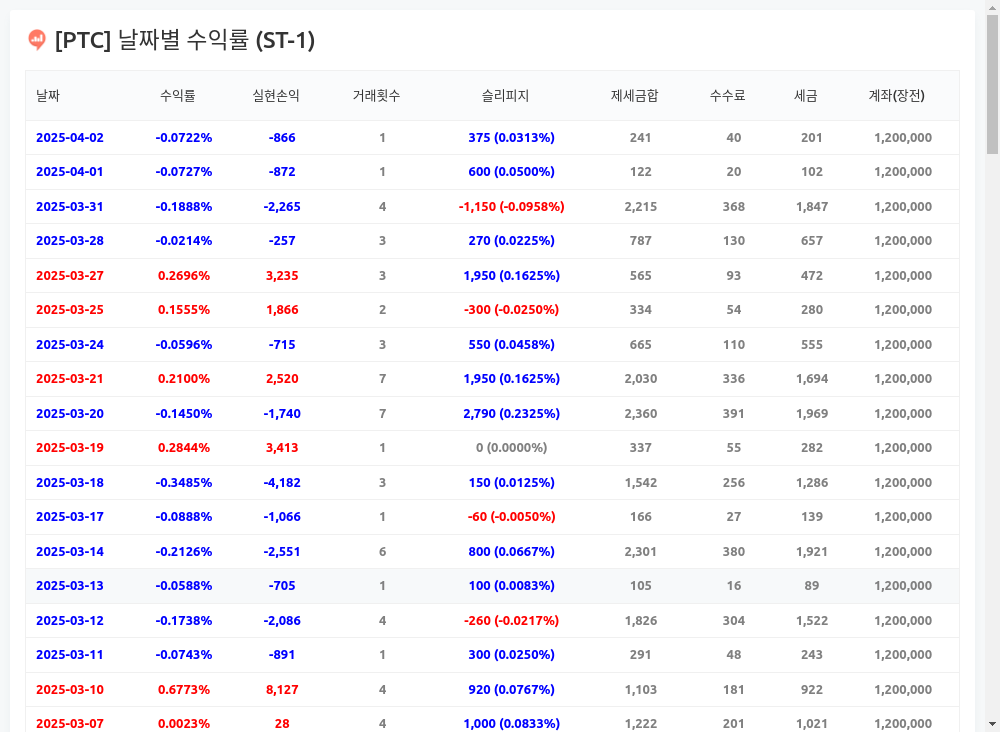 [PTC] 날짜별 수익률 (ST-1)
날짜 수익률 실현손익 거래횟수 슬리피지 제세금합 수수료 세금 계좌(장전)
2025-04-02 -0.0722% -866 1 375 (0.0313%) 241 40 201 1,200,000
2025-04-01 -0.0727% -872 1 600 (0.0500%) 122 20 102 1,200,000
2025-03-31 -0.1888% -2,265 4 -1,150 (-0.0958%) 2,215 368 1,847 1,200,000
2025-03-28 -0.0214% -257 3 270 (0.0225%) 787 130 657 1,200,000
2025-03-27 0.2696% 3,235 3 1,950 (0.1625%) 565 93 472 1,200,000
2025-03-25 0.1555% 1,866 2 -300 (-0.0250%) 334 54 280 1,200,000
2025-03-24 -0.0596% -715 3 550 (0.0458%) 665 110 555 1,200,000
2025-03-21 0.2100% 2,520 7 1,950 (0.1625%) 2,030 336 1,694 1,200,000
2025-03-20 -0.1450% -1,740 7 2,790 (0.2325%) 2,360 391 1,969 1,200,000
2025-03-19 0.2844% 3,413 1 0 (0.0000%) 337 55 282 1,200,000
2025-03-18 -0.3485% -4,182 3 150 (0.0125%) 1,542 256 1,286 1,200,000
2025-03-17 -0.0888% -1,066 1 -60 (-0.0050%) 166 27 139 1,200,000
2025-03-14 -0.2126% -2,551 6 800 (0.0667%) 2,301 380 1,921 1,200,000
2025-03-13 -0.0588% -705 1 100 (0.0083%) 105 16 89 1,200,000
2025-03-12 -0.1738% -2,086 4 -260 (-0.0217%) 1,826 304 1,522 1,200,000
2025-03-11 -0.0743% -891 1 300 (0.0250%) 291 48 243 1,200,000
2025-03-10 0.6773% 8,127 4 920 (0.0767%) 1,103 181 922 1,200,000
2025-03-07 0.0023% 28 4 1,000 (0.0833%) 1,222 201 1,021 1,200,000